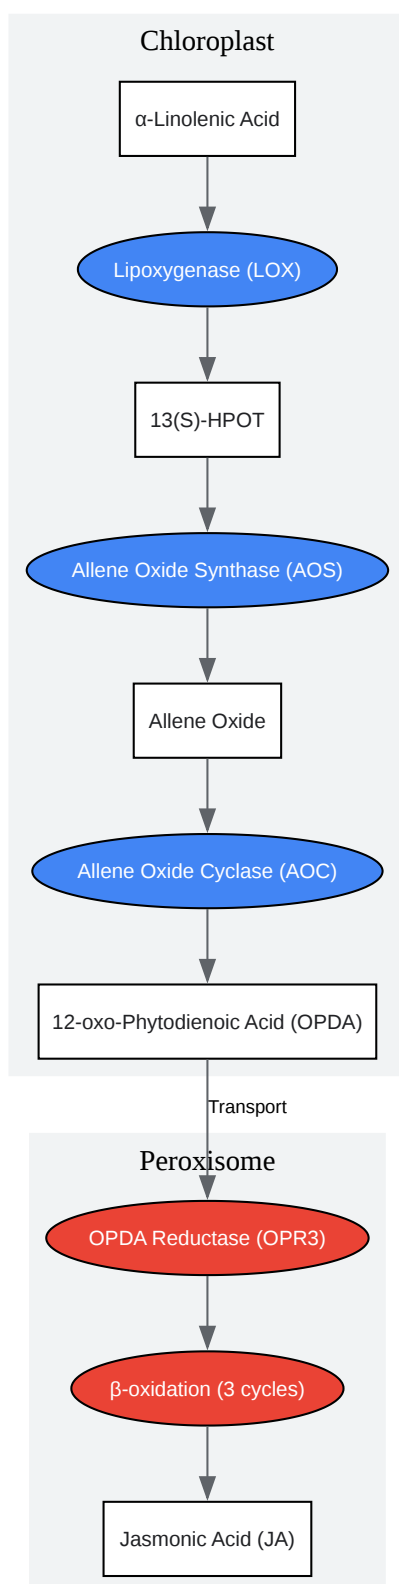 Chloroplast
α-Linolenic Acid
Lipoxygenase (LOX)
13(S)-HPOT
Allene Oxide Synthase (AOS)
Allene Oxide
Allene Oxide Cyclase (AOC)
12-oxo-Phytodienoic Acid (OPDA)
Transport
Peroxisome
OPDA Reductase (OPR3)
β-oxidation (3 cycles)
Jasmonic Acid (JA)